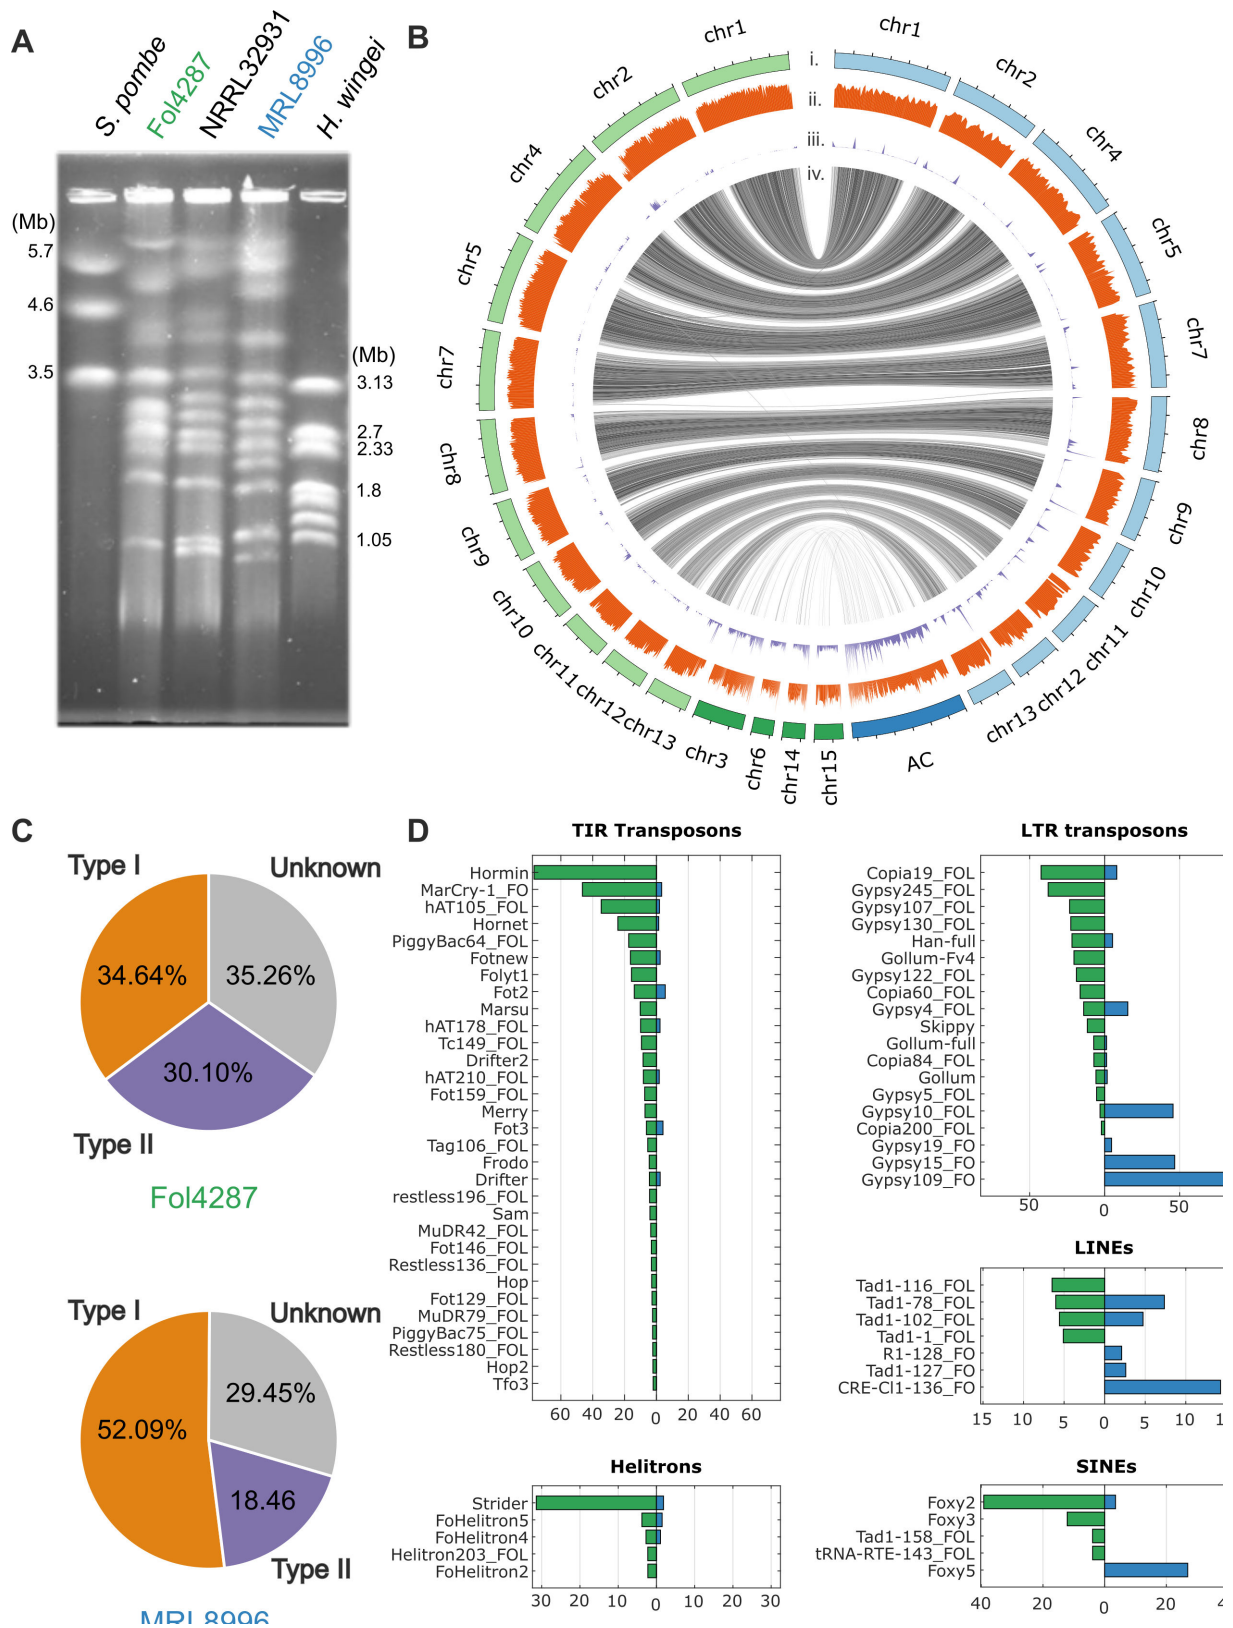 A
S. pombe
Fol4287
NRRL32931
MRL8996
H. wingei
(Mb)
5.7
4.6
3.5
(Mb)
3.13
2.7
2.33
1.8
1.05
B
i.
ii.
iii.
iv.
chr1
chr2
chr4
chr5
chr7
chr8
chr9
chr10
chr11
chr12
chr13
AC
chr15
chr14
chr6
chr3
chr13
chr12
chr11
chr10
chr9
chr8
chr7
chr5
chr4
chr2
chr1
C
Type I
Unknown
34.64%
35.26%
30.10%
Type II
Fol4287
Type I
Unknown
52.09%
29.45%
18.46
Type II
MRL8996
D
TIR Transposons
Hormin
MarCry-1_FO
hAT105_FOL
Hornet
PiggyBac64_FOL
Fotnew
Folyt1
Fot2
Marsu
hAT178_FOL
Tc149_FOL
Drifter2
hAT210_FOL
Fot159_FOL
Merry
Fot3
Tag106_FOL
Frodo
Drifter
restless196_FOL
Sam
MuDR42_FOL
Fot146_FOL
Restless136_FOL
Hop
Fot129_FOL
MuDR79_FOL
PiggyBac75_FOL
Restless180_FOL
Hop2
Tfo3
60 40 20 0 20 40 60
Helitrons
Strider
FoHelitron5
FoHelitron4
Helitron203_FOL
FoHelitron2
30 20 10 0 10 20 30
LTR transposons
Copia19_FOL
Gypsy245_FOL
Gypsy107_FOL
Gypsy130_FOL
Han-full
Gollum-Fv4
Gypsy122_FOL
Copia60_FOL
Gypsy4_FOL
Skippy
Gollum-full
Copia84_FOL
Gollum
Gypsy5_FOL
Gypsy10_FOL
Copia200_FOL
Gypsy19_FO
Gypsy15_FO
Gypsy109_FO
50 0 50
LINEs
Tad1-116_FOL
Tad1-78_FOL
Tad1-102_FOL
Tad1-1_FOL
R1-128_FO
Tad1-127_FO
CRE-Cl1-136_FO
15 10 5 0 5 10 1
SINEs
Foxy2
Foxy3
Tad1-158_FOL
tRNA-RTE-143_FOL
Foxy5
40 20 0 20 4